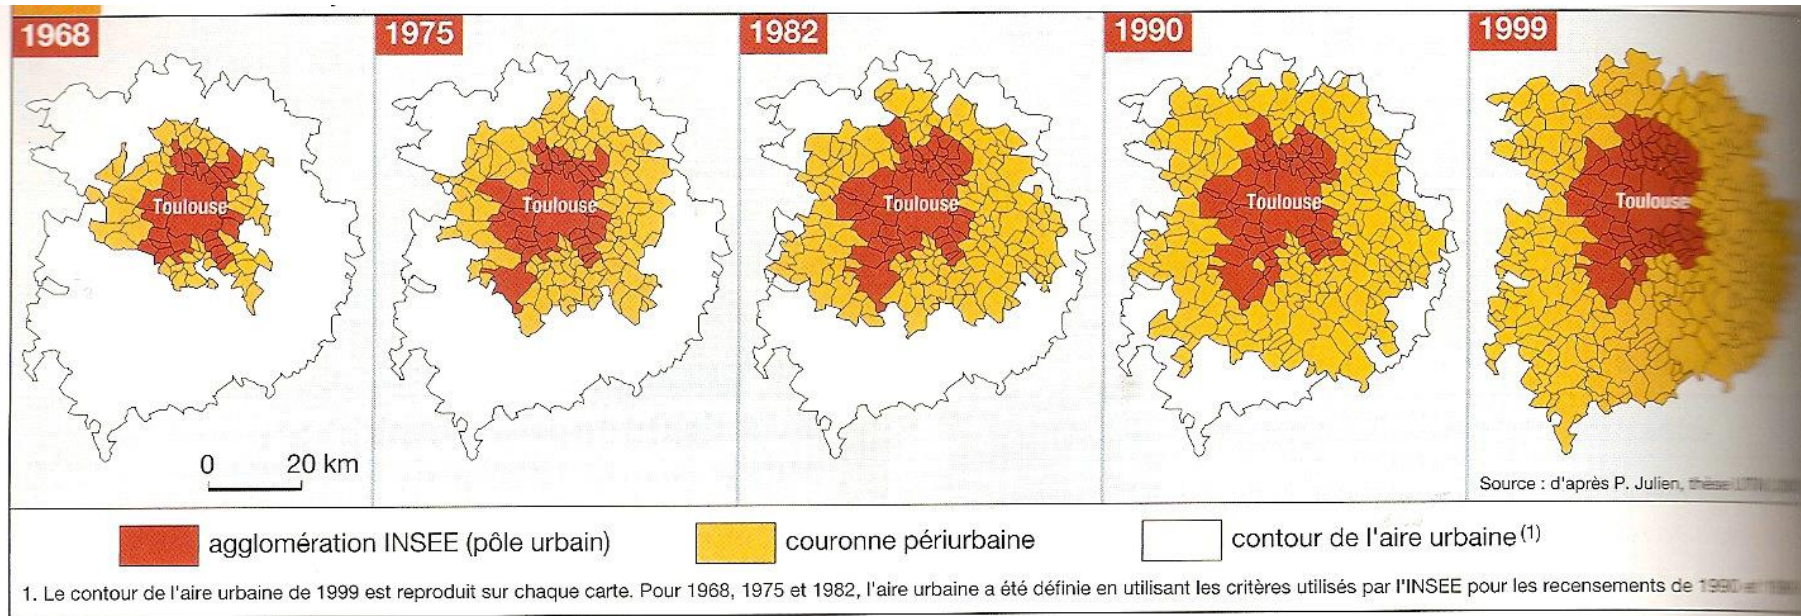 1968
1975
1982
1990
1999
Toulouse
Toulouse
Toulouse
Toulouse
Toulouse
0 20 km
Source : d'après P. Julien, thèse
agglomération INSEE (pôle urbain)
couronne périurbaine
contour de l'aire urbaine (1)
1. Le contour de l'aire urbaine de 1999 est reproduit sur chaque carte. Pour 1968, 1975 et 1982, l'aire urbaine a été définie en utilisant les critères utilisés par l'INSEE pour les recensements de 1990 et